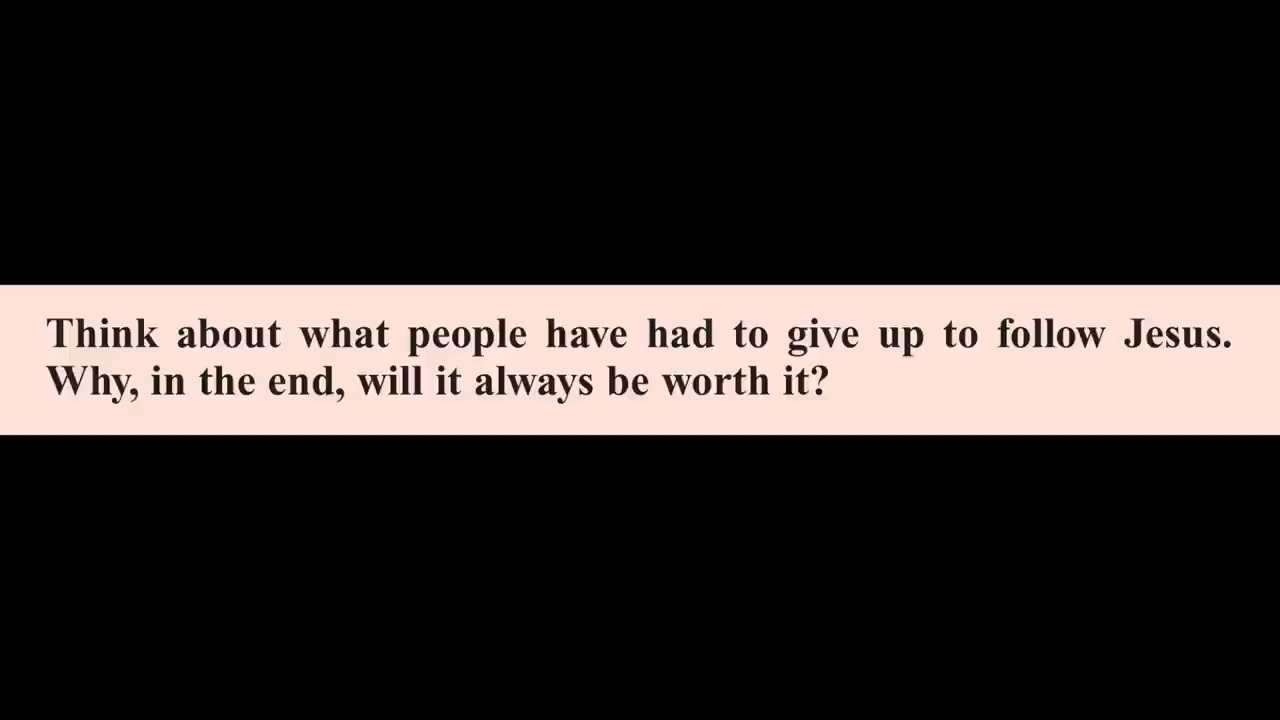 Think about what people have had to give up to follow Jesus.
Why, in the end, will it always be worth it?